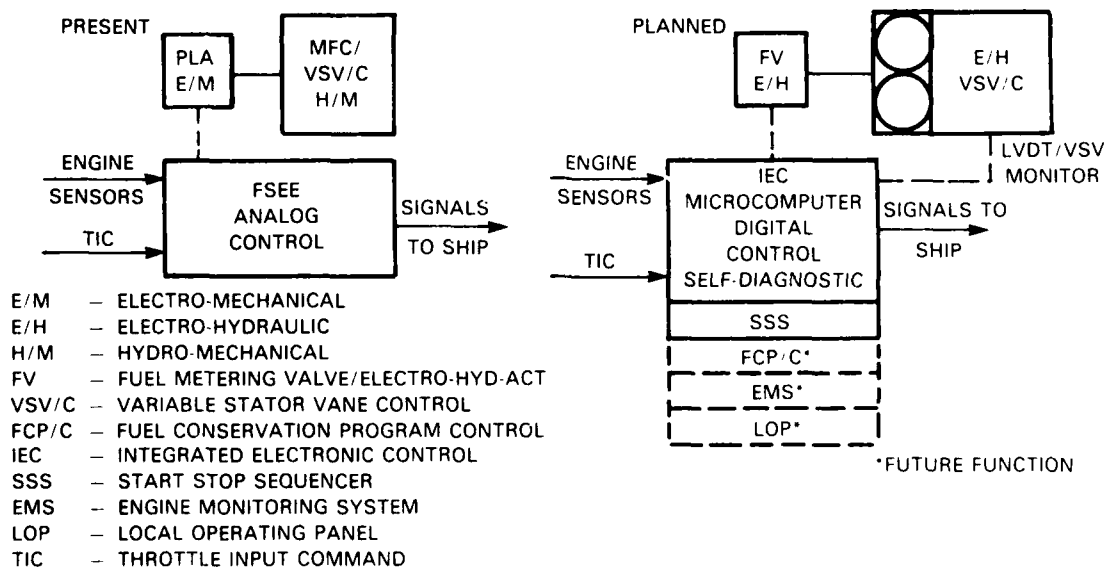 PRESENT
PLA
E/M
MFC/
VSV/C
H/M
ENGINE
SENSORS
TIC
FSEE
ANALOG
CONTROL
SIGNALS
TO SHIP
PLANNED
FV
E/H
E/H
VSV/C
LVDT/VSV
MONITOR
ENGINE
SENSORS
TIC
IEC
MICROCOMPUTER
DIGITAL
CONTROL
SELF-DIAGNOSTIC
SIGNALS TO
SHIP
SSS
FCP/C*
EMS*
LOP*
*FUTURE FUNCTION
E/M – ELECTRO-MECHANICAL
E/H – ELECTRO-HYDRAULIC
H/M – HYDRO-MECHANICAL
FV – FUEL METERING VALVE/ELECTRO-HYD-ACT
VSV/C – VARIABLE STATOR VANE CONTROL
FCP/C – FUEL CONSERVATION PROGRAM CONTROL
IEC – INTEGRATED ELECTRONIC CONTROL
SSS – START STOP SEQUENCER
EMS – ENGINE MONITORING SYSTEM
LOP – LOCAL OPERATING PANEL
TIC – THROTTLE INPUT COMMAND